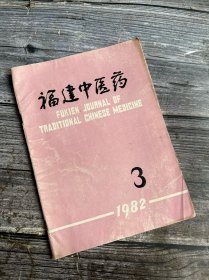 福建中医药
FUKIEN JOURNAL OF
TRADITIONAL CHINESE MEDICINE
3
1982